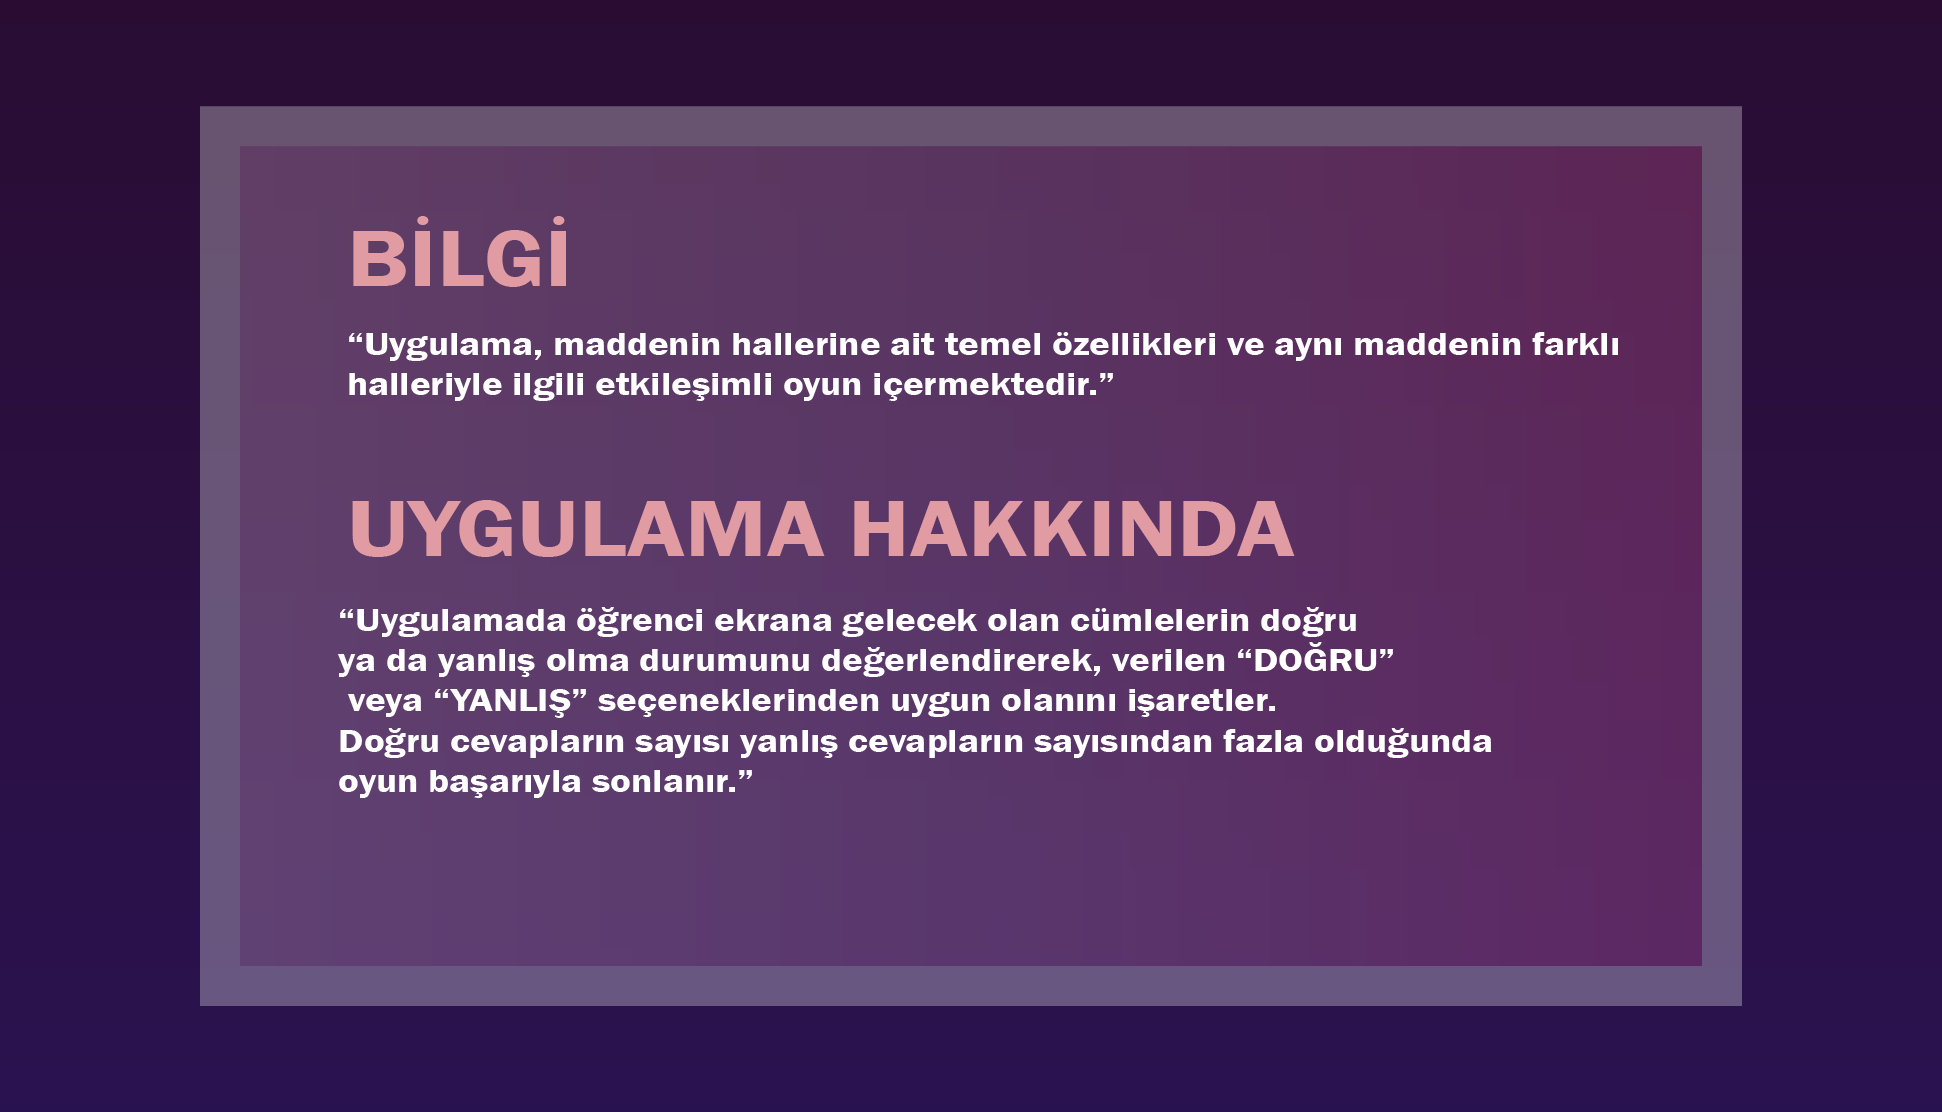 BİLGİ
“Uygulama, maddenin hallerine ait temel özellikleri ve aynı maddenin farklı
halleriyle ilgili etkileşimli oyun içermektedir.”
UYGULAMA HAKKINDA
“Uygulamada öğrenci ekrana gelecek olan cümlelerin doğru
ya da yanlış olma durumunu değerlendirerek, verilen “DOĞRU”
veya “YANLIŞ” seçeneklerinden uygun olanını işaretler.
Doğru cevapların sayısı yanlış cevapların sayısından fazla olduğunda
oyun başarıyla sonlanır.”